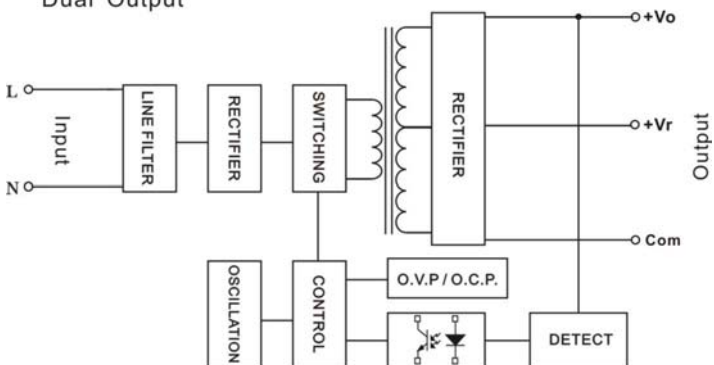 Dual Output
+Vo
L
Input
N
LINE FILTER
RECTIFIER
SWITCHING
RECTIFIER
+Vr
Output
Com
OSCILLATION
CONTROL
O.V.P / O.C.P.
DETECT